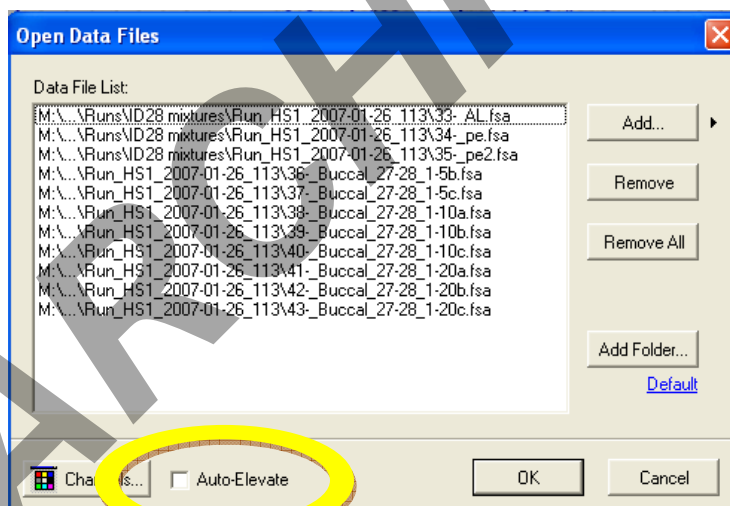 Open Data Files
Data File List:
M:\...\Runs\ID28 mixtures\Run_HS1_2007-01-26_113\33-_AL.fsa
M:\...\Runs\ID28 mixtures\Run_HS1_2007-01-26_113\34-_pe.fsa
M:\...\Runs\ID28 mixtures\Run_HS1_2007-01-26_113\35-_pe2.fsa
M:\...\Run_HS1_2007-01-26_113\36-_Buccal_27-28_1-5b.fsa
M:\...\Run_HS1_2007-01-26_113\37-_Buccal_27-28_1-5c.fsa
M:\...\Run_HS1_2007-01-26_113\38-_Buccal_27-28_1-10a.fsa
M:\...\Run_HS1_2007-01-26_113\39-_Buccal_27-28_1-10b.fsa
M:\...\Run_HS1_2007-01-26_113\40-_Buccal_27-28_1-10c.fsa
M:\...\Run_HS1_2007-01-26_113\41-_Buccal_27-28_1-20a.fsa
M:\...\Run_HS1_2007-01-26_113\42-_Buccal_27-28_1-20b.fsa
M:\...\Run_HS1_2007-01-26_113\43-_Buccal_27-28_1-20c.fsa
Add...
Remove
Remove All
Add Folder...
Default
Auto-Elevate
OK
Cancel
ARCHI